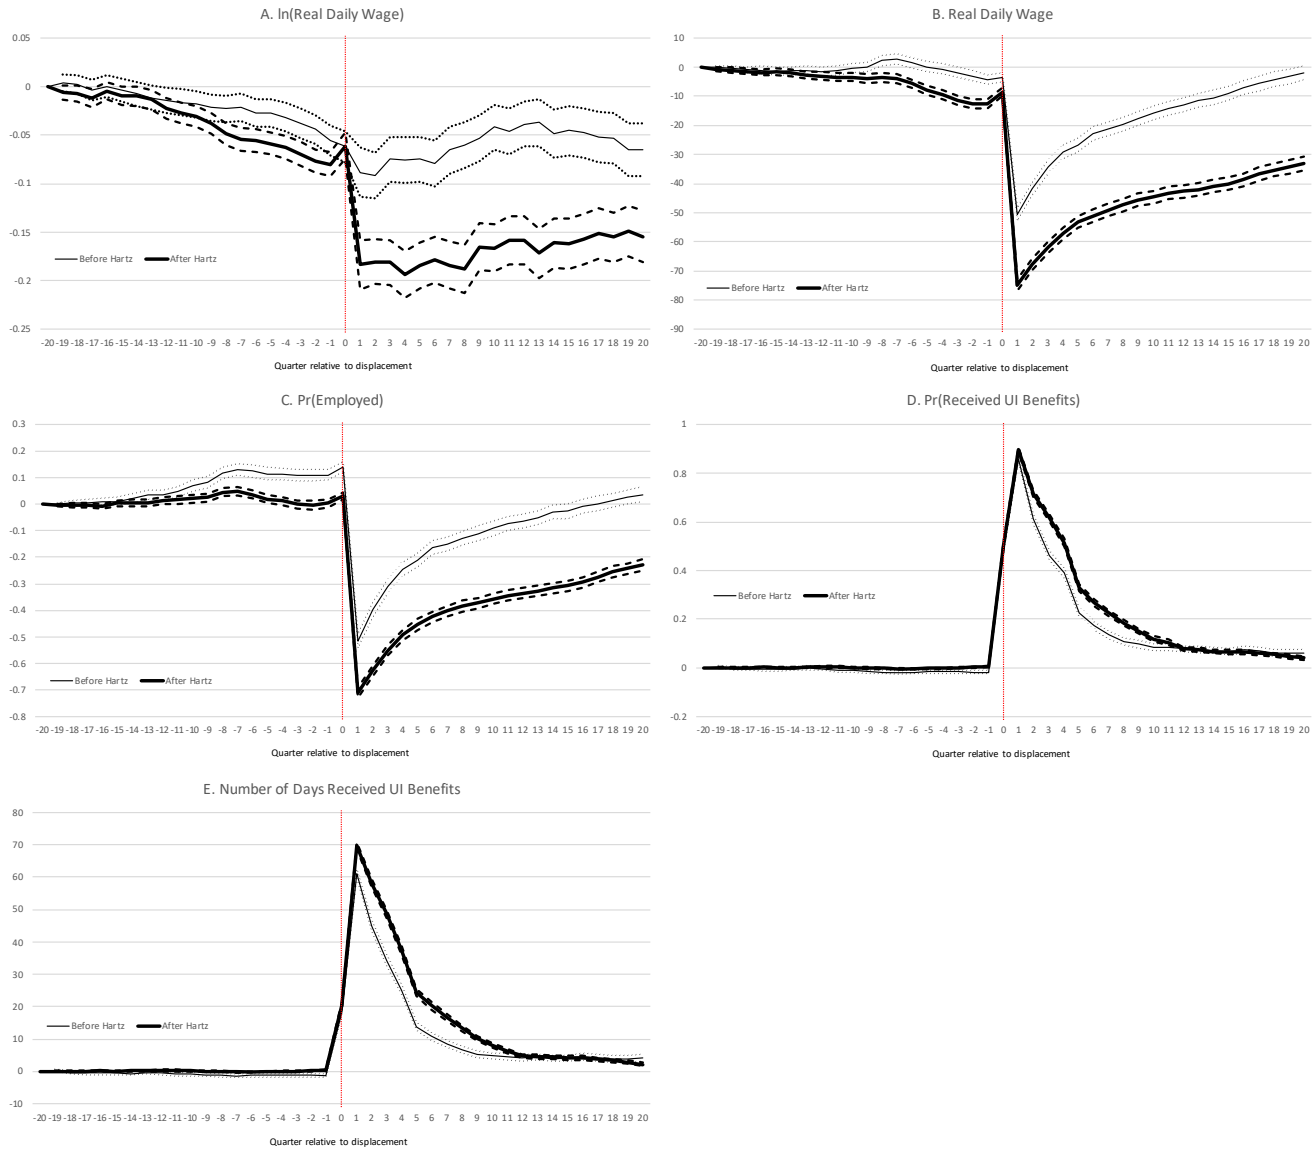 A. ln(Real Daily Wage)
0.05
0
-0.05
-0.1
-0.15
-0.2
-0.25
Before Hartz After Hartz
-20 -19 -18 -17 -16 -15 -14 -13 -12 -11 -10 -9 -8 -7 -6 -5 -4 -3 -2 -1 0 1 2 3 4 5 6 7 8 9 10 11 12 13 14 15 16 17 18 19 20
Quarter relative to displacement
B. Real Daily Wage
10
0
-10
-20
-30
-40
-50
-60
-70
-80
-90
Before Hartz After Hartz
-20 -19 -18 -17 -16 -15 -14 -13 -12 -11 -10 -9 -8 -7 -6 -5 -4 -3 -2 -1 0 1 2 3 4 5 6 7 8 9 10 11 12 13 14 15 16 17 18 19 20
Quarter relative to displacement
C. Pr(Employed)
0.3
0.2
0.1
0
-0.1
-0.2
-0.3
-0.4
-0.5
-0.6
-0.7
-0.8
Before Hartz After Hartz
-20 -19 -18 -17 -16 -15 -14 -13 -12 -11 -10 -9 -8 -7 -6 -5 -4 -3 -2 -1 0 1 2 3 4 5 6 7 8 9 10 11 12 13 14 15 16 17 18 19 20
Quarter relative to displacement
D. Pr(Received UI Benefits)
1
0.8
0.6
0.4
0.2
0
-0.2
Before Hartz After Hartz
-20 -19 -18 -17 -16 -15 -14 -13 -12 -11 -10 -9 -8 -7 -6 -5 -4 -3 -2 -1 0 1 2 3 4 5 6 7 8 9 10 11 12 13 14 15 16 17 18 19 20
Quarter relative to displacement
E. Number of Days Received UI Benefits
80
70
60
50
40
30
20
10
0
-10
Before Hartz After Hartz
-20 -19 -18 -17 -16 -15 -14 -13 -12 -11 -10 -9 -8 -7 -6 -5 -4 -3 -2 -1 0 1 2 3 4 5 6 7 8 9 10 11 12 13 14 15 16 17 18 19 20
Quarter relative to displacement